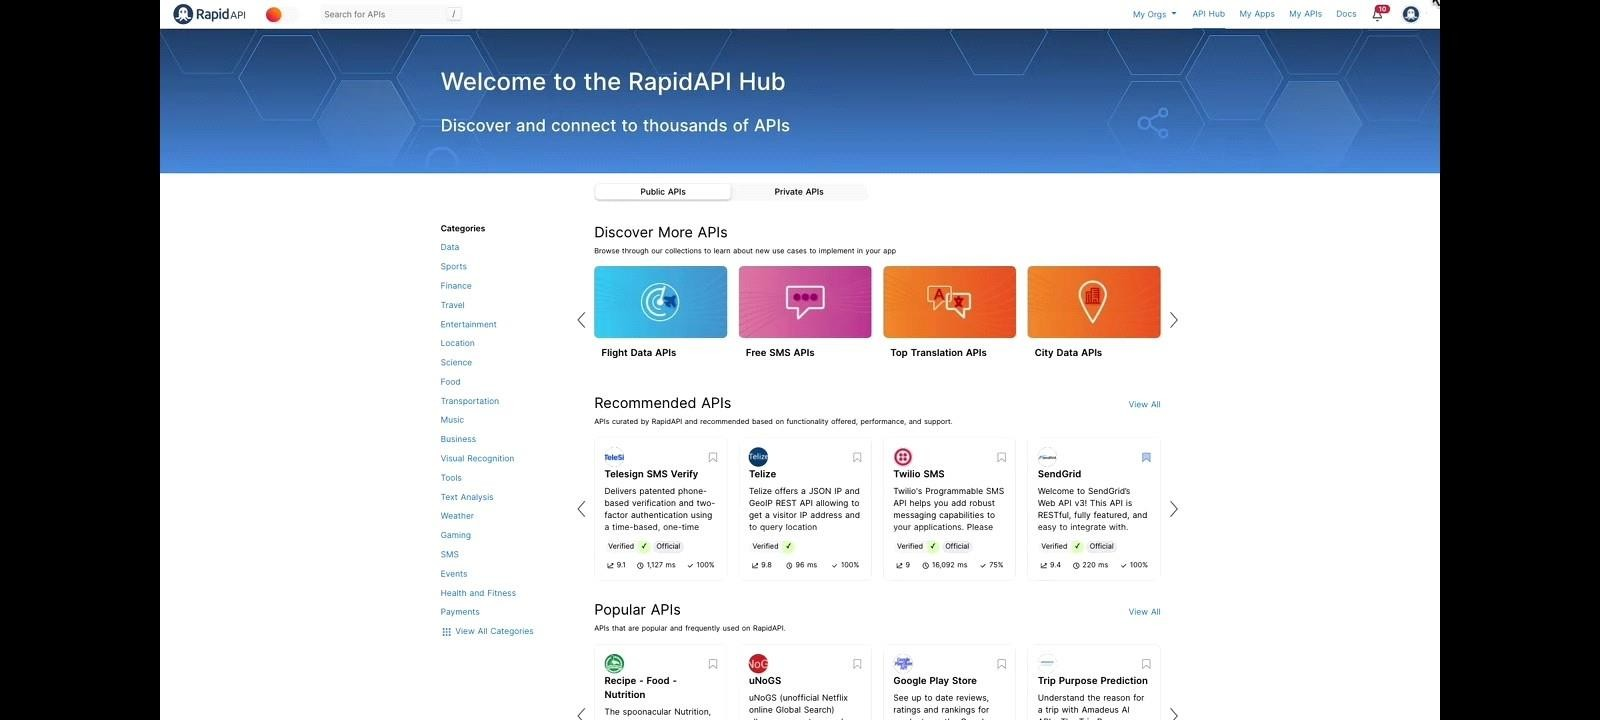 RapidAPI
Search for APIs /
My Orgs API Hub My Apps My APIs Docs 10
Welcome to the RapidAPI Hub
Discover and connect to thousands of APIs
Public APIs Private APIs
Categories
Data
Sports
Finance
Travel
Entertainment
Location
Science
Food
Transportation
Music
Business
Visual Recognition
Tools
Text Analysis
Weather
Gaming
SMS
Events
Health and Fitness
Payments
View All Categories
Discover More APIs
Browse through our collections to learn about new use cases to implement in your app
A
Flight Data APIs Free SMS APIs Top Translation APIs City Data APIs
Recommended APIs View All
APIs curated by RapidAPI and recommended based on functionality offered, performance, and support.
TeleSi
Telesign SMS Verify
Delivers patented phone-
based verification and two-
factor authentication using
a time-based, one-time
Verified ✓ Official
9.1 1,127 ms 100%
Telize
Telize
Telize offers a JSON IP and
GeoIP REST API allowing to
get a visitor IP address and
to query location
Verified ✓
9.8 96 ms 100%
Twilio SMS
Twilio's Programmable SMS
API helps you add robust
messaging capabilities to
your applications. Please
Verified ✓ Official
9 16,092 ms 75%
SendGrid
Welcome to SendGrid's
Web API v3! This API is
RESTful, fully featured, and
easy to integrate with.
Verified ✓ Official
9.4 220 ms 100%
Popular APIs View All
APIs that are popular and frequently used on RapidAPI.
Recipe - Food -
Nutrition
The spoonacular Nutrition,
NoG
uNoGS
uNoGS (unofficial Netflix
online Global Search)
Google Play Store
See up to date reviews,
ratings and rankings for
Trip Purpose Prediction
Understand the reason for
a trip with Amadeus AI